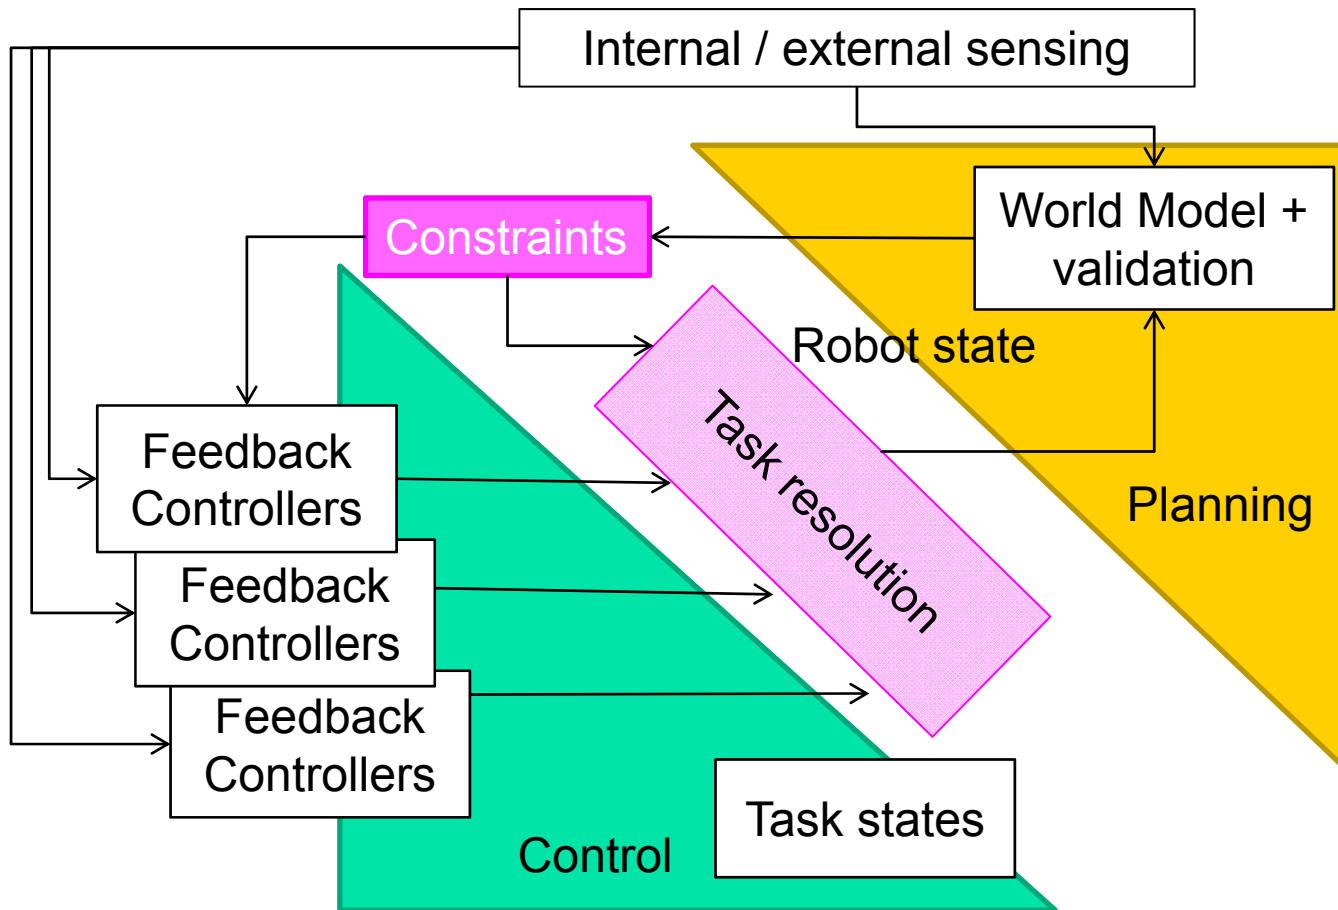 Internal / external sensing
World Model +
validation
Constraints
Robot state
Task resolution
Feedback
Controllers
Planning
Feedback
Controllers
Feedback
Controllers
Task states
Control